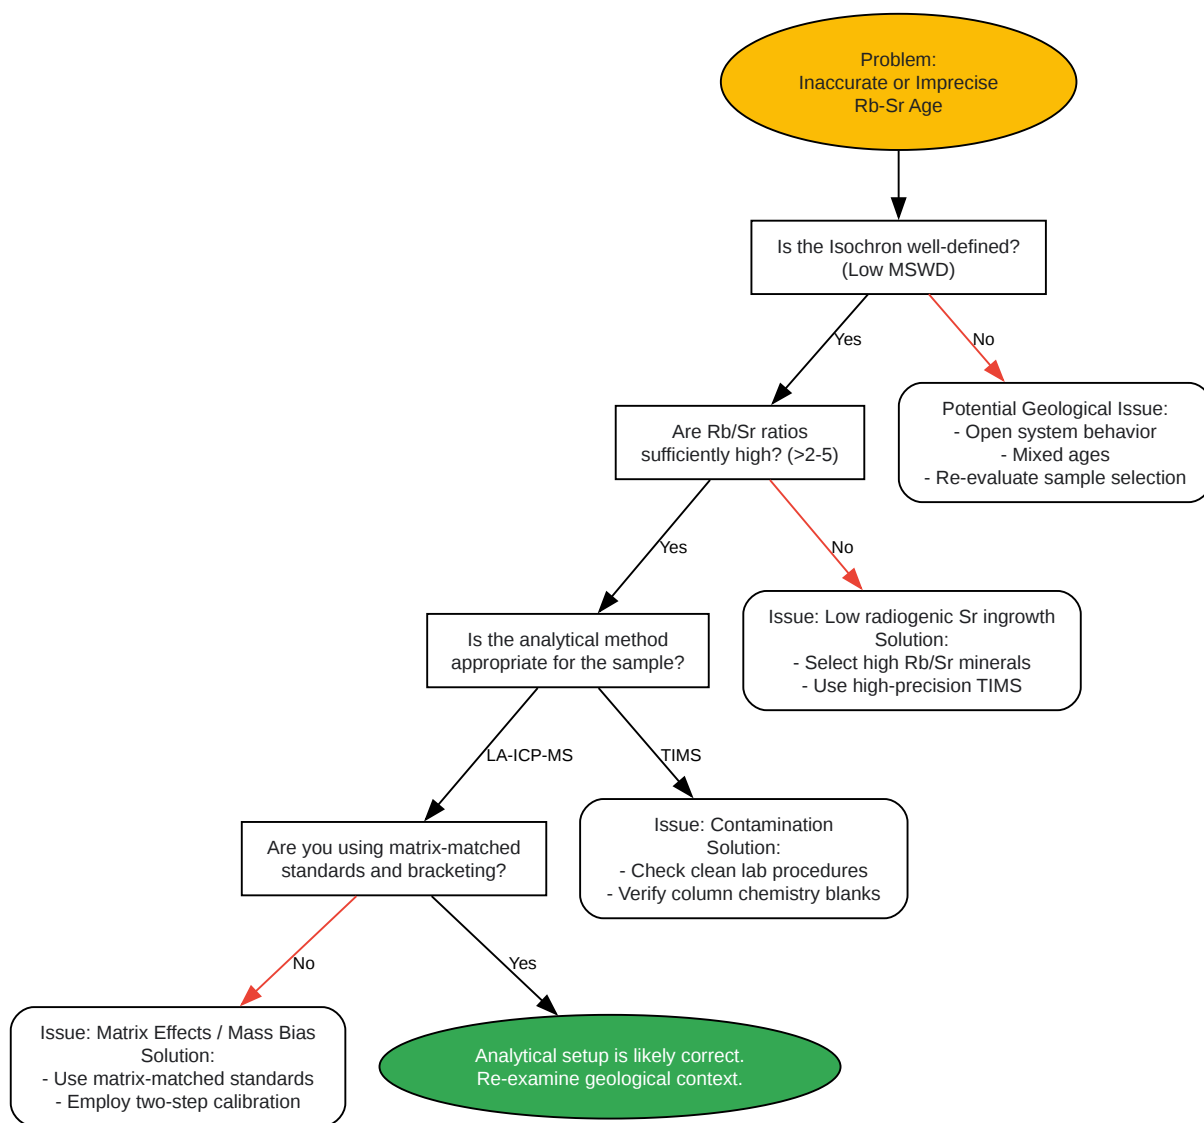 Problem:
Inaccurate or Imprecise
Rb-Sr Age
Is the Isochron well-defined?
(Low MSWD)
Yes
No
Potential Geological Issue:
- Open system behavior
- Mixed ages
- Re-evaluate sample selection
Are Rb/Sr ratios
sufficiently high? (>2-5)
Yes
No
Issue: Low radiogenic Sr ingrowth
Solution:
- Select high Rb/Sr minerals
- Use high-precision TIMS
Is the analytical method
appropriate for the sample?
LA-ICP-MS
TIMS
Issue: Contamination
Solution:
- Check clean lab procedures
- Verify column chemistry blanks
Are you using matrix-matched
standards and bracketing?
No
Yes
Issue: Matrix Effects / Mass Bias
Solution:
- Use matrix-matched standards
- Employ two-step calibration
Analytical setup is likely correct.
Re-examine geological context.